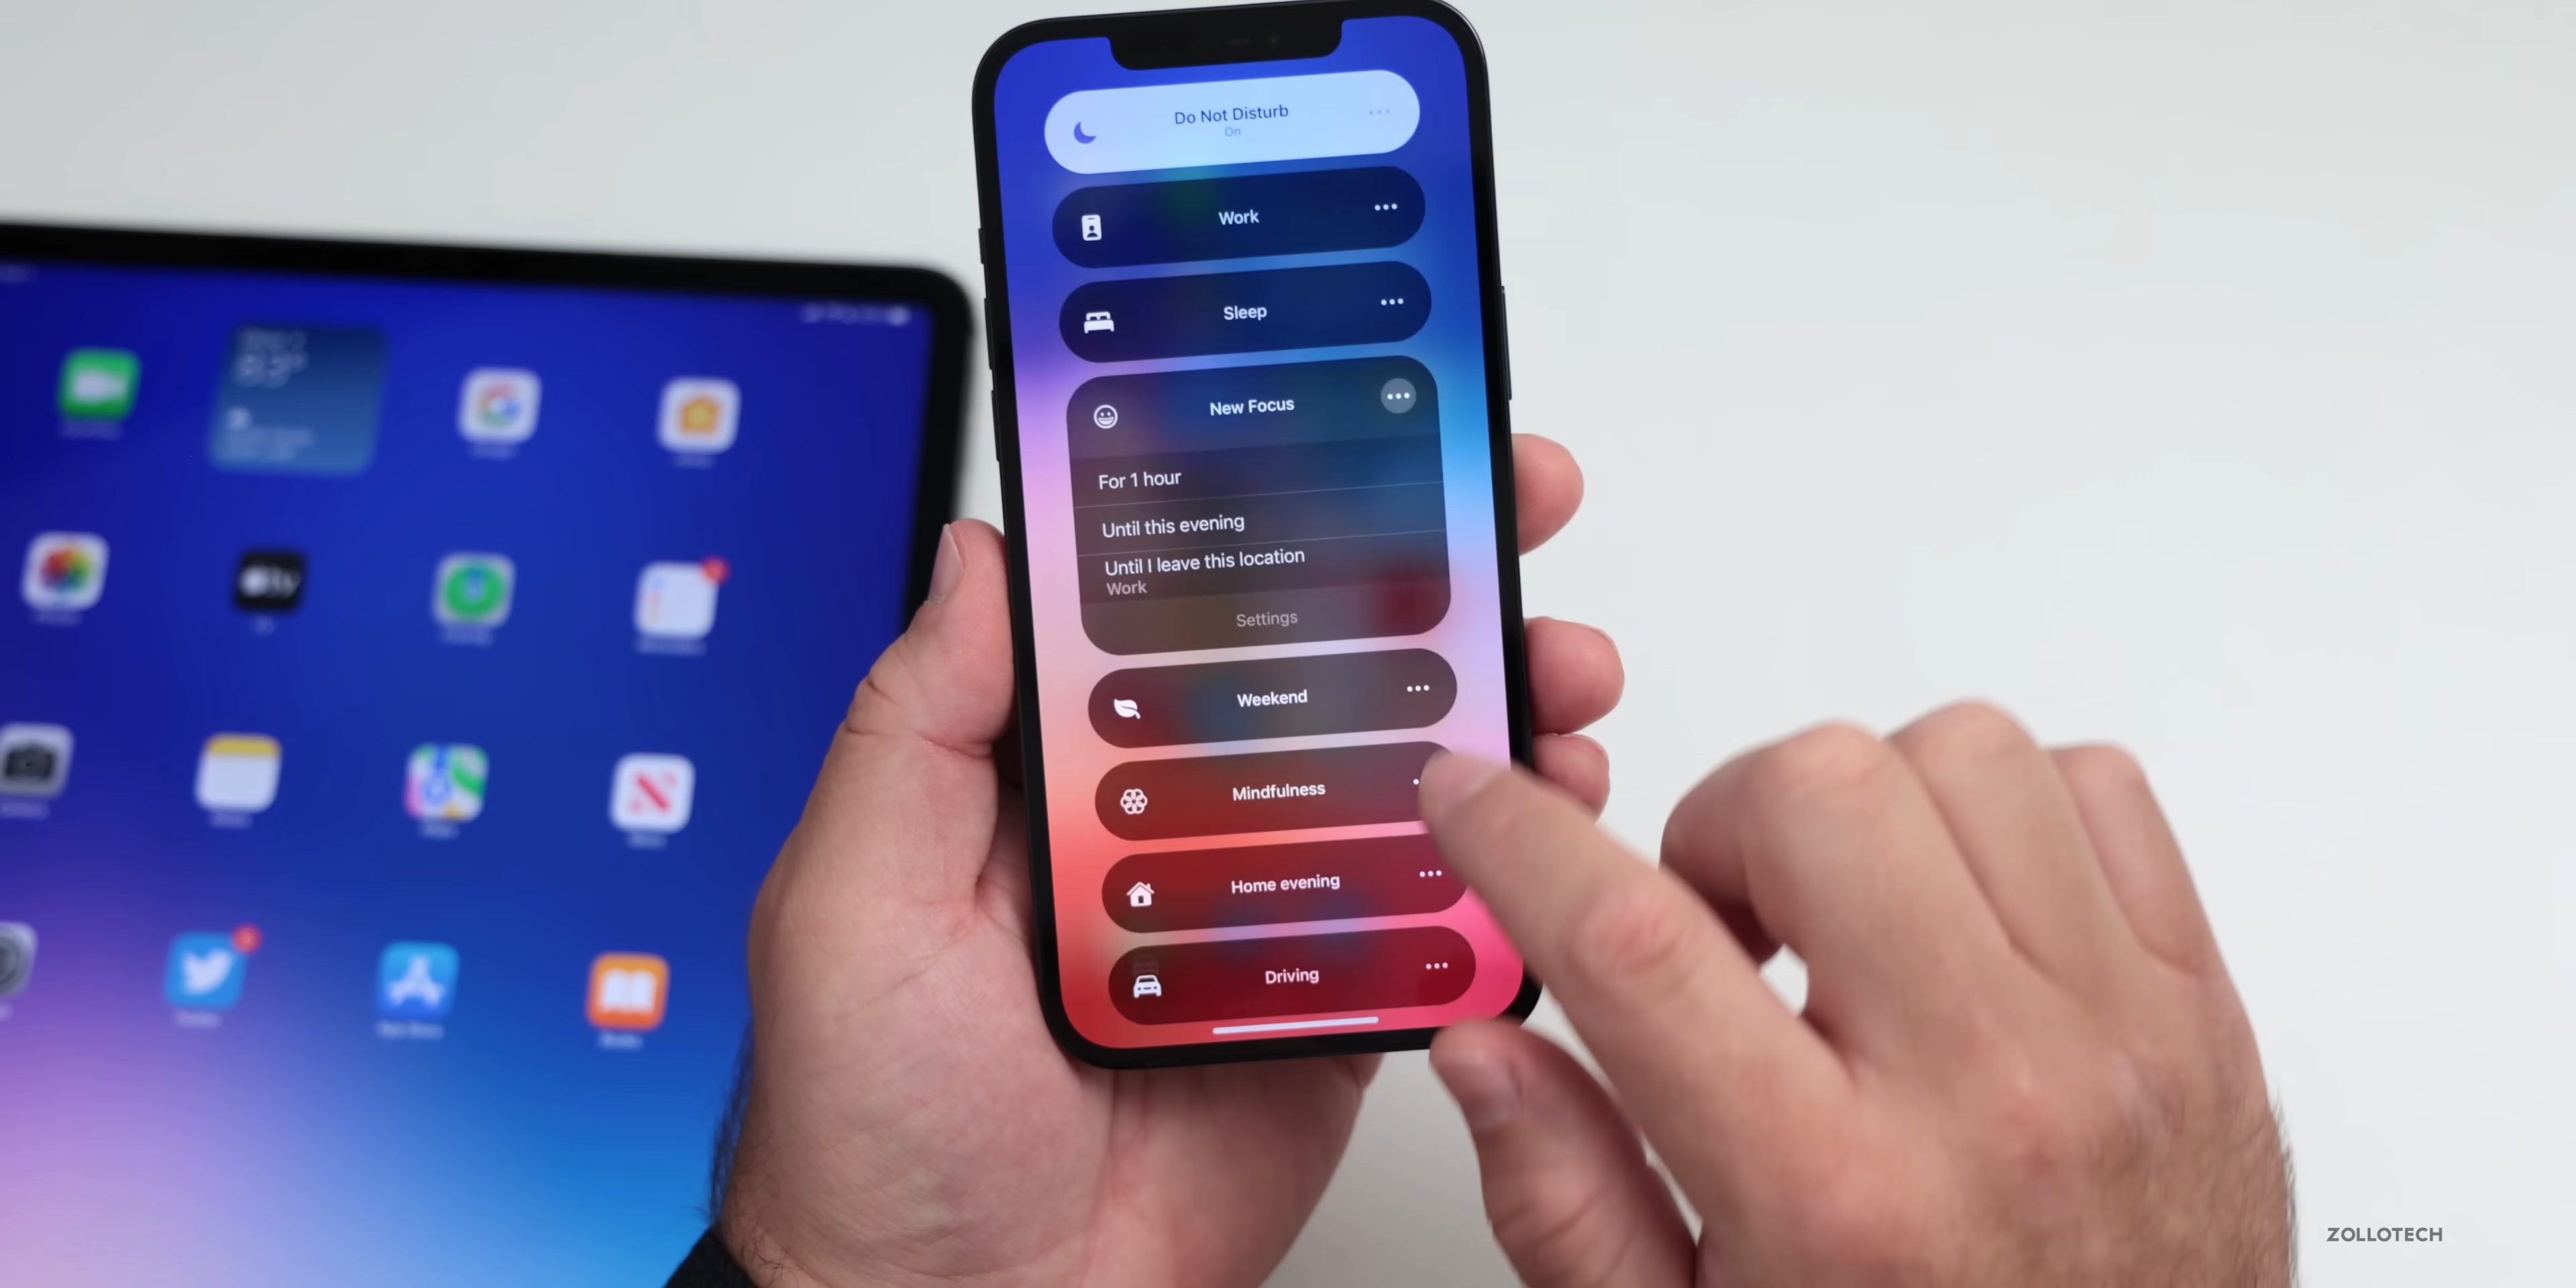 Do Not Disturb
On
Work
Sleep
New Focus
For 1 hour
Until this evening
Until I leave this location
Work
Settings
Weekend
Mindfulness
Home evening
Driving
tv
ZOLLOTECH